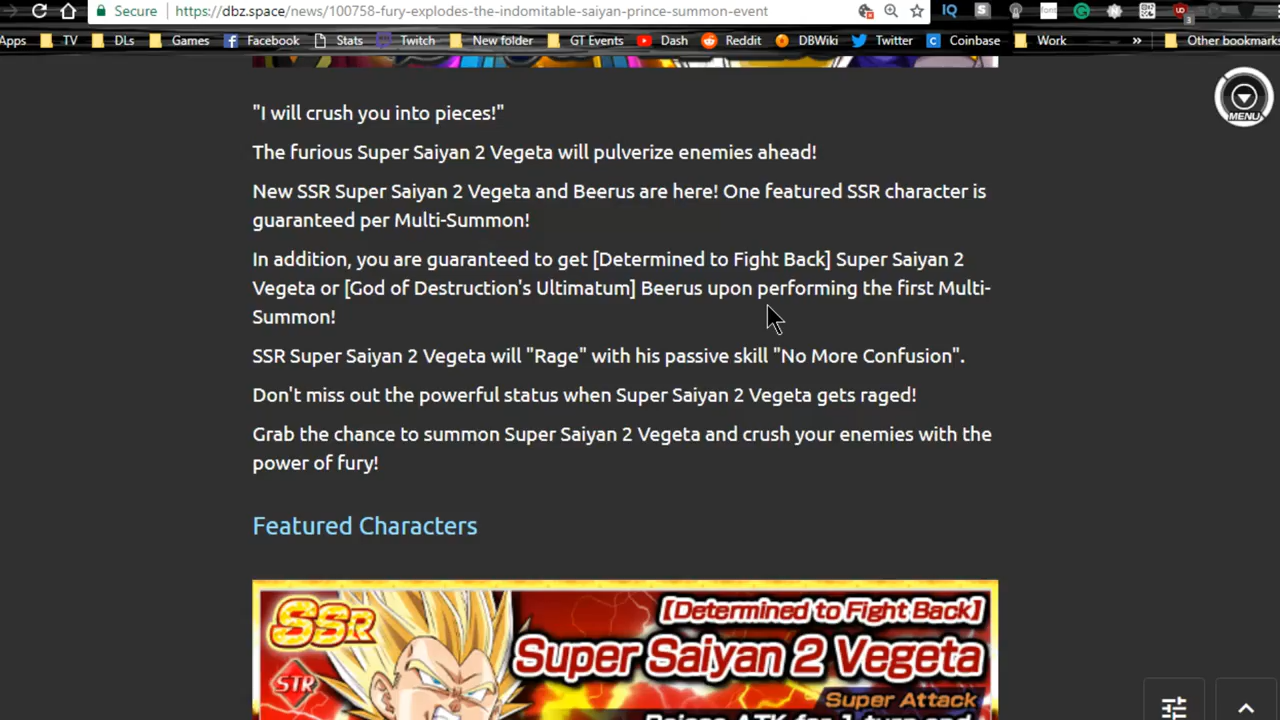 Secure https://dbz.space/news/100758-fury-explodes-the-indomitable-saiyan-prince-summon-event
Apps TV DLs Games Facebook Stats Twitch New folder GT Events Dash Reddit DBWiki Twitter Coinbase Work » Other bookmarks
MENU
"I will crush you into pieces!"
The furious Super Saiyan 2 Vegeta will pulverize enemies ahead!
New SSR Super Saiyan 2 Vegeta and Beerus are here! One featured SSR character is
guaranteed per Multi-Summon!
In addition, you are guaranteed to get [Determined to Fight Back] Super Saiyan 2
Vegeta or [God of Destruction's Ultimatum] Beerus upon performing the first Multi-
Summon!
SSR Super Saiyan 2 Vegeta will "Rage" with his passive skill "No More Confusion".
Don't miss out the powerful status when Super Saiyan 2 Vegeta gets raged!
Grab the chance to summon Super Saiyan 2 Vegeta and crush your enemies with the
power of fury!
Featured Characters
SSR
[Determined to Fight Back]
Super Saiyan 2 Vegeta
STR
Super Attack
Raises ATK for 1 turn and